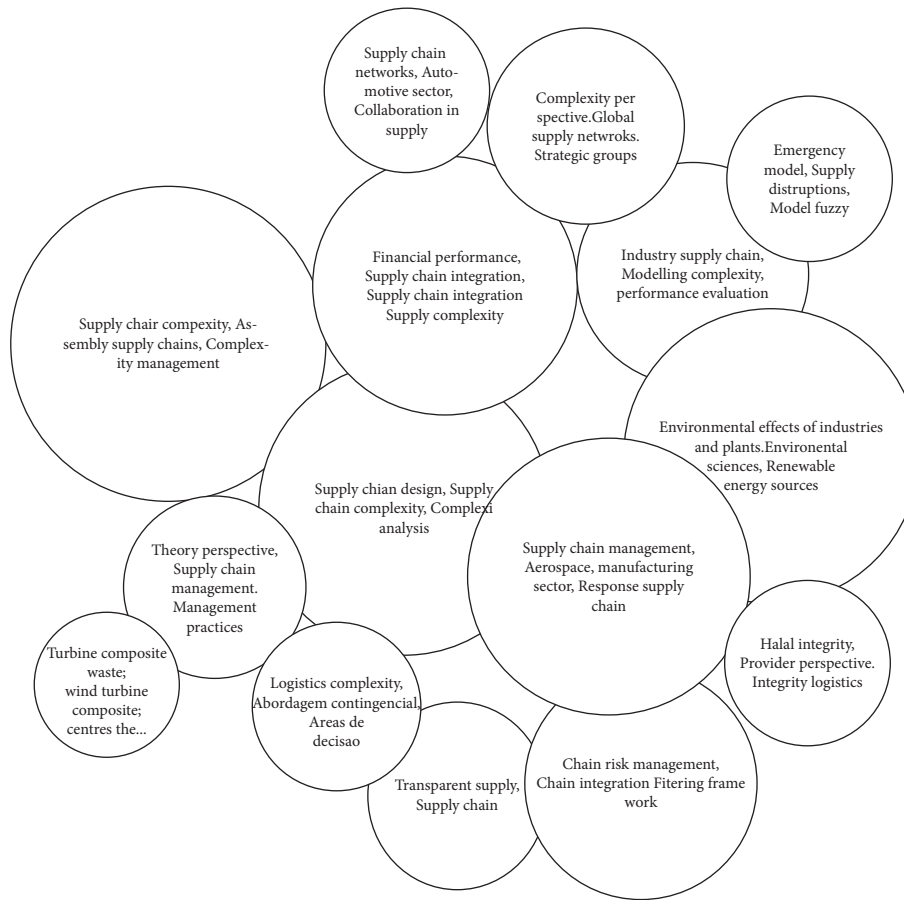 Supply chain
networks, Auto-
motive sector,
Collaboration in
supply
Complexity per
spective.Global
supply netwroks.
Strategic groups
Emergency
model, Supply
distruptions,
Model fuzzy
Financial performance,
Supply chain integration,
Supply chain integration
Supply complexity
Industry supply chain,
Modelling complexity,
performance evaluation
Supply chair compexity, As-
sembly supply chains, Complex-
ity management
Environmental effects of industries
and plants.Environental
sciences, Renewable
energy sources
Supply chian design, Supply
chain complexity, Complexi
analysis
Supply chain management,
Aerospace, manufacturing
sector, Response supply
chain
Theory perspective,
Supply chain
management.
Management
practices
Turbine composite
waste;
wind turbine
composite;
centres the...
Logistics complexity,
Abordagem contingencial,
Areas de
decisao
Halal integrity,
Provider perspective.
Integrity logistics
Transparent supply,
Supply chain
Chain risk management,
Chain integration Fitering frame
work